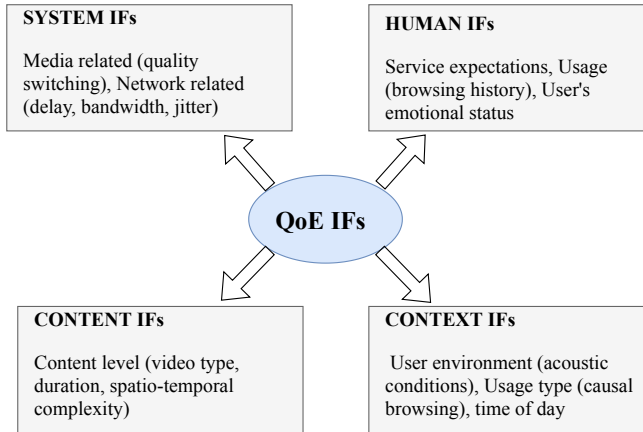 SYSTEM IFs
Media related (quality
switching), Network related
(delay, bandwidth, jitter)
HUMAN IFs
Service expectations, Usage
(browsing history), User's
emotional status
QoE IFs
CONTENT IFs
Content level (video type,
duration, spatio-temporal
complexity)
CONTEXT IFs
User environment (acoustic
conditions), Usage type (causal
browsing), time of day